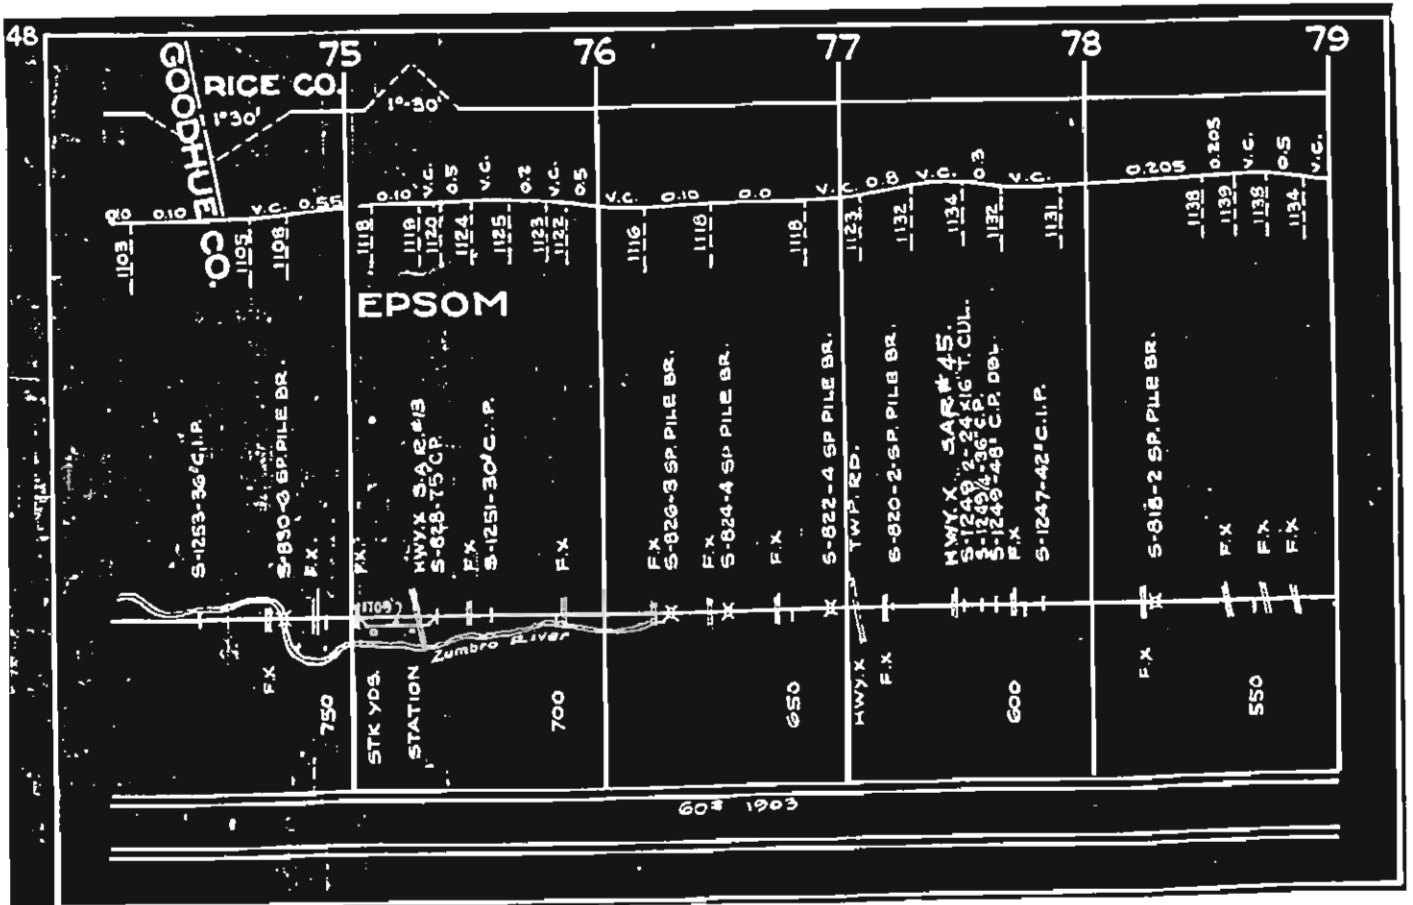 48
75
76
77
78
79
GOODHUE CO.
RICE CO.
1°30'
1°-30'
0.0
0.10
V.C.
0.55
0.10
V.C.
0.5
V.C.
0.2
V.C.
0.5
V.C.
0.10
0.0
V.C.
0.8
V.C.
0.3
V.C.
0.205
0.205
V.C.
0.5
V.C.
1103
1105
1108
1118
1119
1120
1124
1125
1123
1122
1116
1118
1118
1123
1132
1134
1132
1131
1138
1139
1138
1134
EPSOM
S-1253-36"C.I.P.
S-830-6 SP.PILE BR.
F.X.
F.X.
HWY.X S.A.R.#13
S-828-75'C.P.
F.X
S-1251-30"C.I.P.
F.X
F.X
S-826-3 SP.PILE BR.
F.X
S-824-4 SP PILE BR.
F.X
S-822-4 SP PILE BR.
TWP.RD.
S-820-2-SP.PILE BR.
HWY.X S.A.R.#45.
S-1249 2-24 X16' T.CUL.
S-1249½-36"C.P.
S-1249-48" C.P. DBL.
F.X
S-1247-42"C.I.P.
S-818-2 SP.PILE BR.
F.X
F.X
F.X
Zumbro River
F.X
750
STK YDS.
STATION
700
650
HWY.X
F.X
600
F.X
550
60# 1903